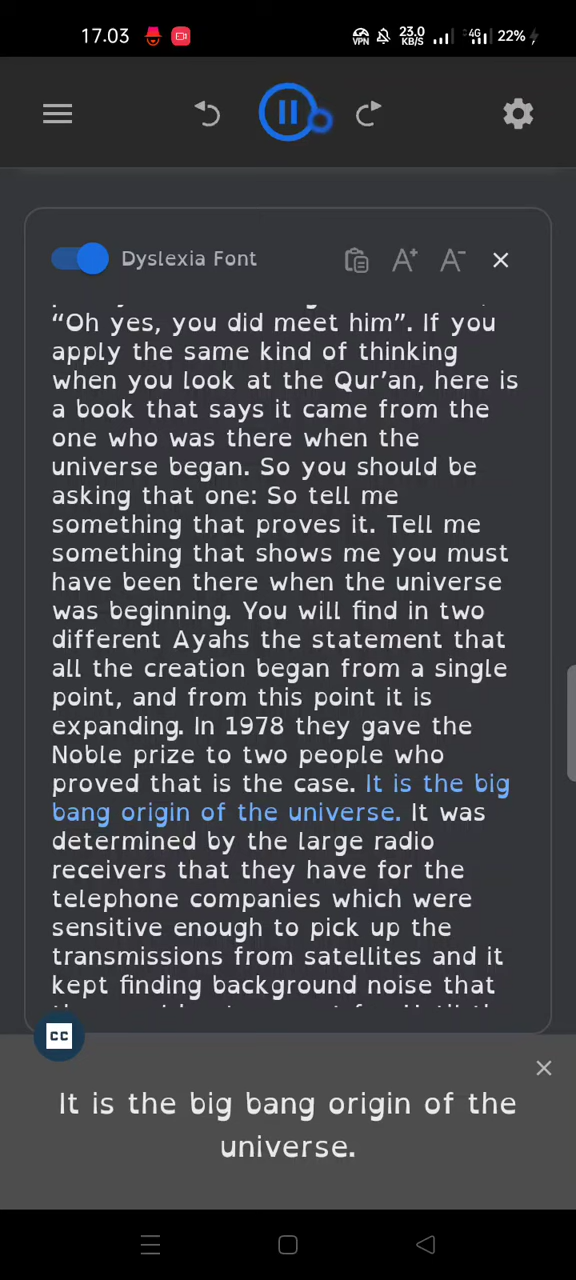 17.03
VPN
23.0
KB/S
4G
22%
Dyslexia Font
A+
A-
"Oh yes, you did meet him". If you
apply the same kind of thinking
when you look at the Qur'an, here is
a book that says it came from the
one who was there when the
universe began. So you should be
asking that one: So tell me
something that proves it. Tell me
something that shows me you must
have been there when the universe
was beginning. You will find in two
different Ayahs the statement that
all the creation began from a single
point, and from this point it is
expanding. In 1978 they gave the
Noble prize to two people who
proved that is the case. It is the big
bang origin of the universe. It was
determined by the large radio
receivers that they have for the
telephone companies which were
sensitive enough to pick up the
transmissions from satellites and it
kept finding background noise that
CC
It is the big bang origin of the
universe.